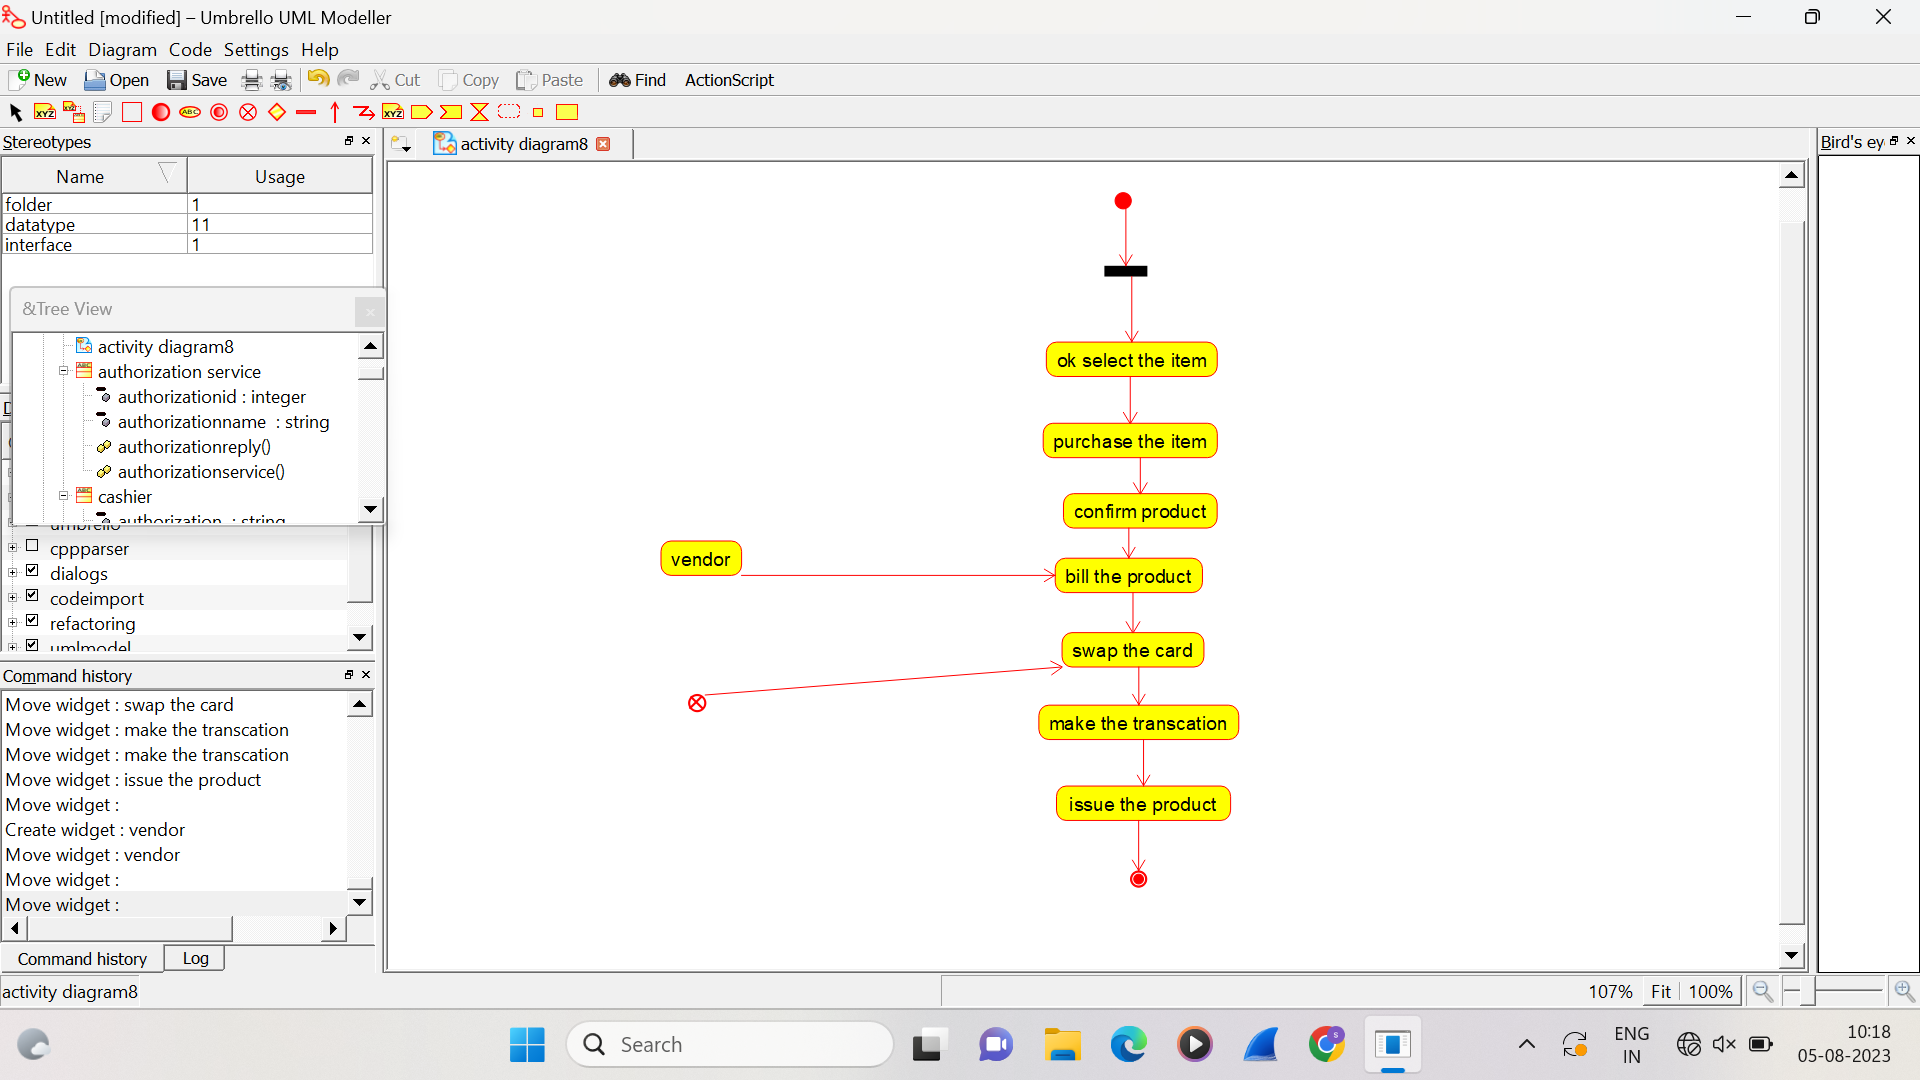 Untitled [modified] – Umbrello UML Modeller
File Edit Diagram Code Settings Help
New Open Save Cut Copy Paste Find ActionScript
Stereotypes
Name Usage
folder 1
datatype 11
interface 1
&Tree View
activity diagram8
authorization service
authorizationid : integer
authorizationname : string
authorizationreply()
authorizationservice()
cashier
authorization : string
umbrello
cppparser
dialogs
codeimport
refactoring
umlmodel
Command history
Move widget : swap the card
Move widget : make the transcation
Move widget : make the transcation
Move widget : issue the product
Move widget :
Create widget : vendor
Move widget : vendor
Move widget :
Move widget :
Command history Log
activity diagram8
activity diagram8
ok select the item
purchase the item
confirm product
vendor
bill the product
swap the card
make the transcation
issue the product
Bird's ey
107% Fit 100%
Search
ENG
IN
10:18
05-08-2023